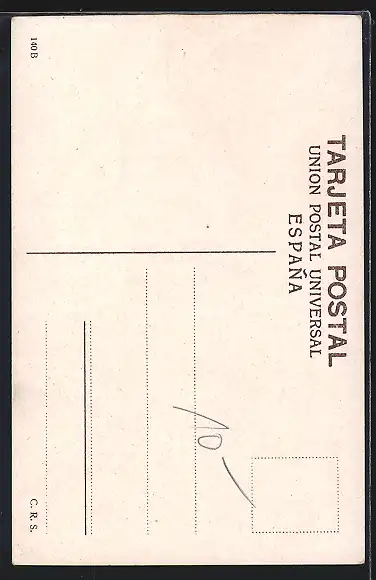 TARJETA POSTAL
UNION POSTAL UNIVERSAL
ESPAÑA
10
140 B
C. R. S.